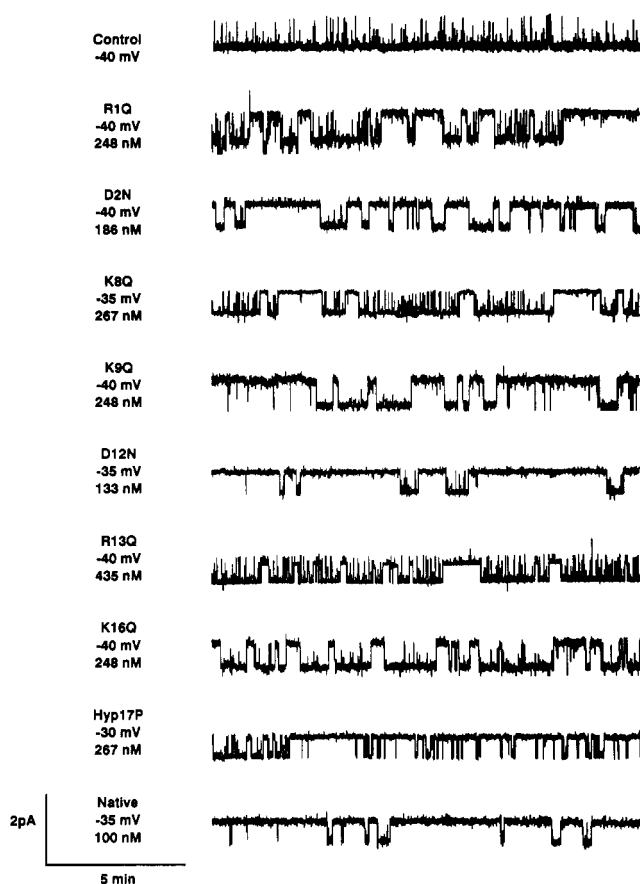 Control
-40 mV
R1Q
-40 mV
248 nM
D2N
-40 mV
186 nM
K8Q
-35 mV
267 nM
K9Q
-40 mV
248 nM
D12N
-35 mV
133 nM
R13Q
-40 mV
435 nM
K16Q
-40 mV
248 nM
Hyp17P
-30 mV
267 nM
Native
-35 mV
100 nM
2pA
5 min